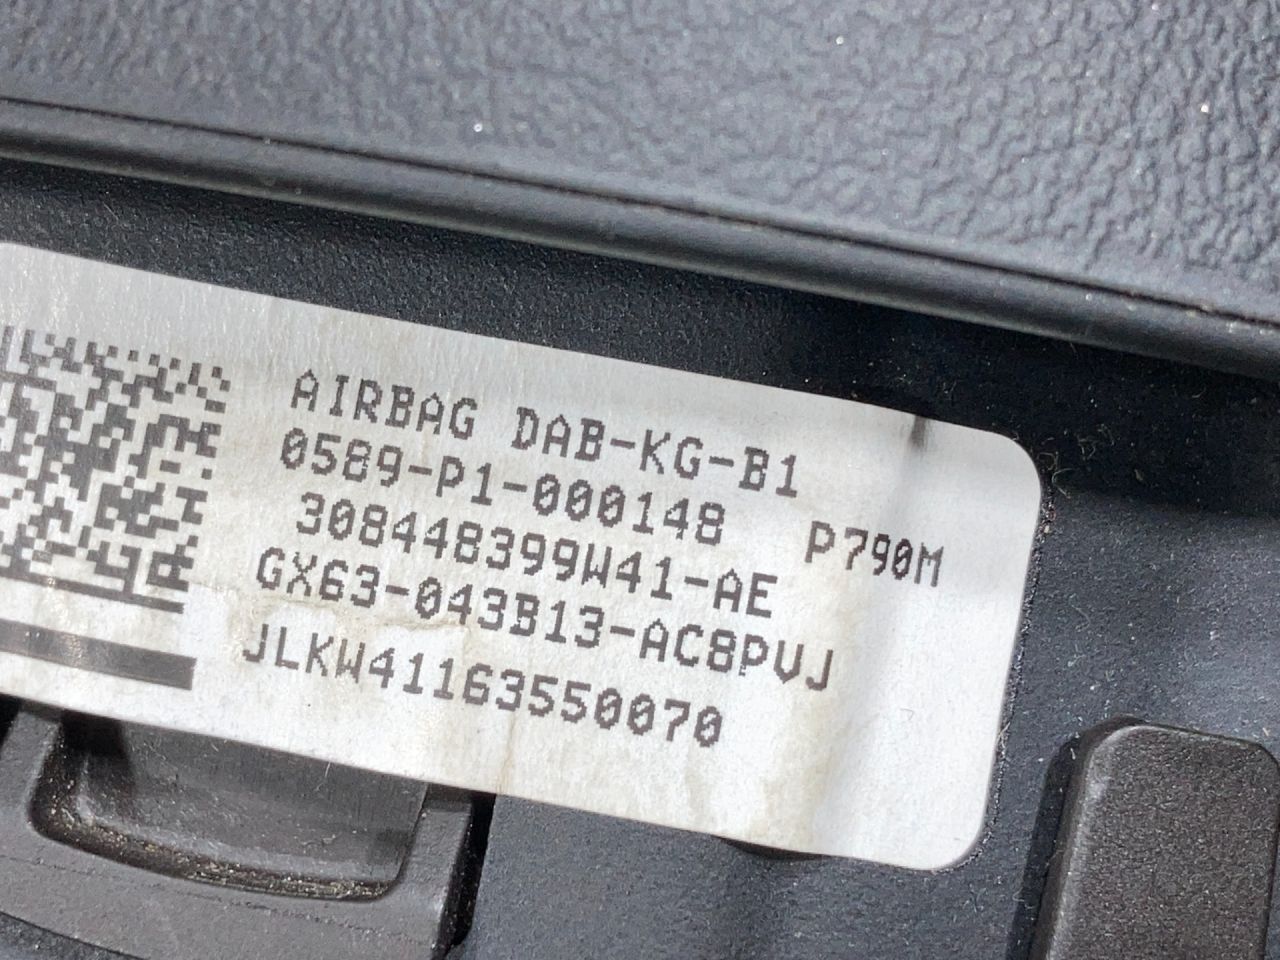 AIRBAG DAB-KG-B1
0589-P1-000148 P790M
308448399W41-AE
GX63-043B13-AC8PVJ
JLKW41163550070